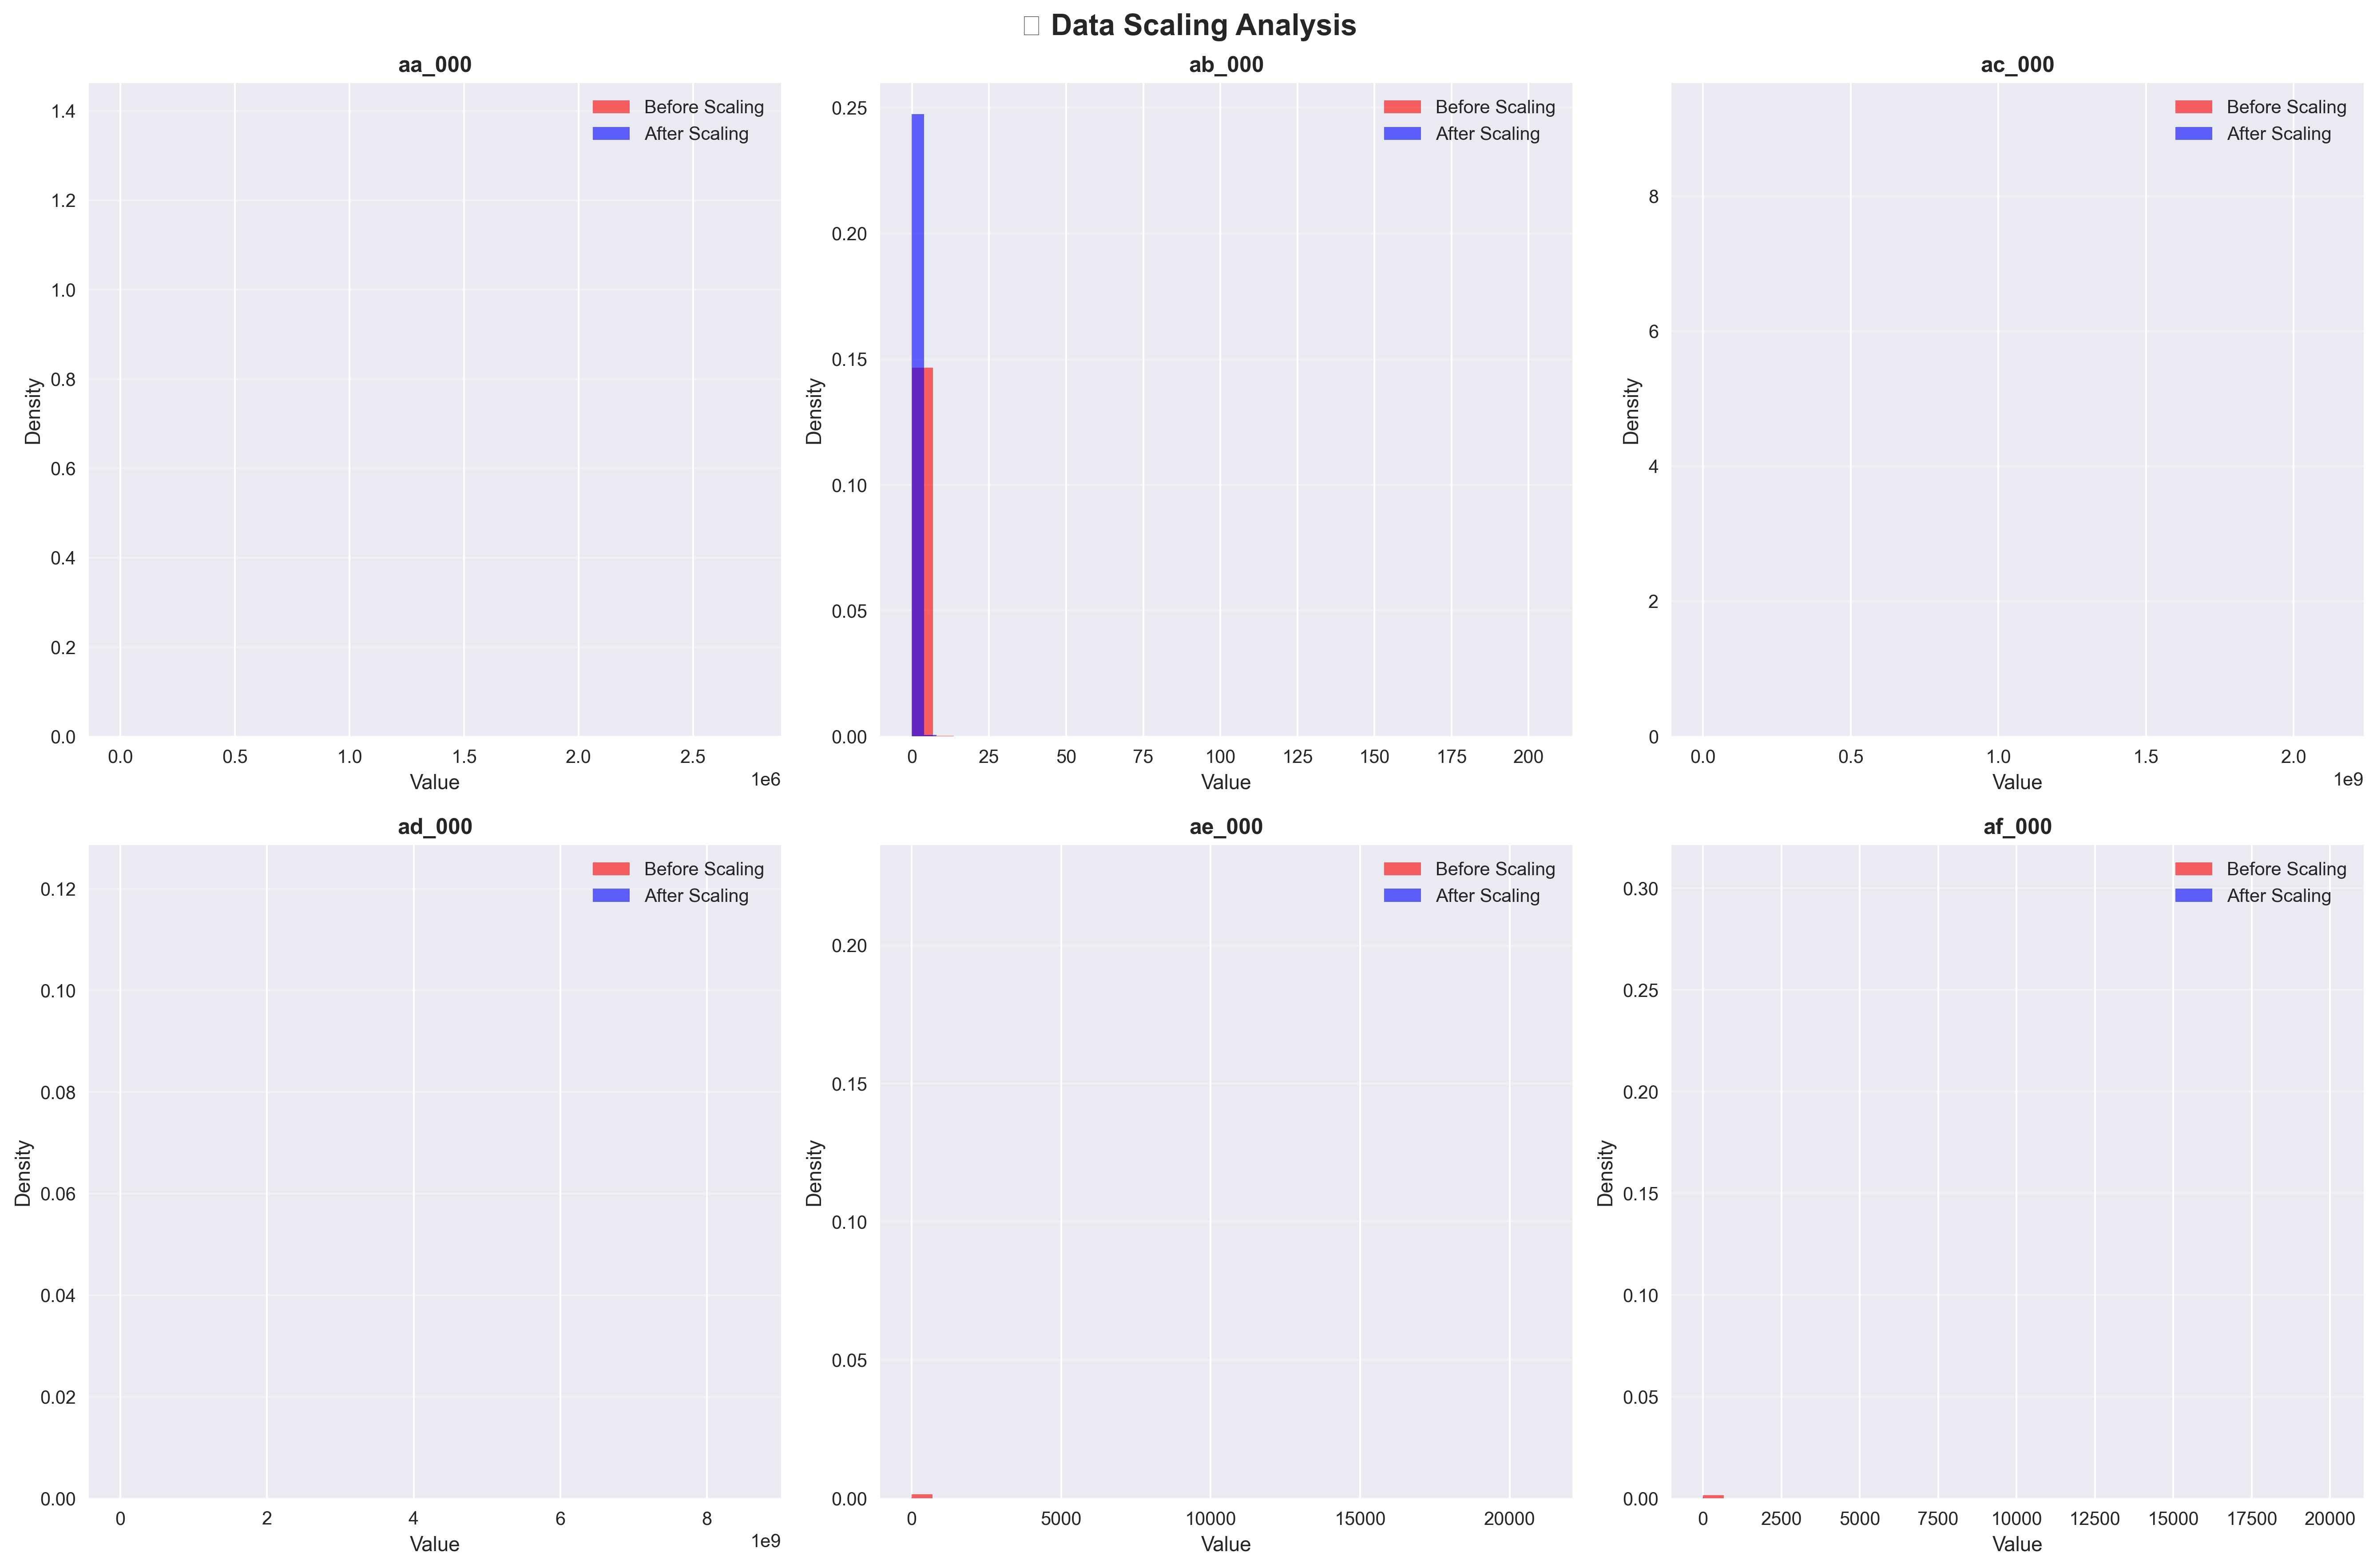 Data Scaling Analysis
aa_000
Before Scaling
After Scaling
1.4
1.2
1.0
0.8
0.6
0.4
0.2
0.0
Density
0.0 0.5 1.0 1.5 2.0 2.5
1e6
Value
ab_000
Before Scaling
After Scaling
0.25
0.20
0.15
0.10
0.05
0.00
Density
0 25 50 75 100 125 150 175 200
Value
ac_000
Before Scaling
After Scaling
8
6
4
2
0
Density
0.0 0.5 1.0 1.5 2.0
1e9
Value
ad_000
Before Scaling
After Scaling
0.12
0.10
0.08
0.06
0.04
0.02
0.00
Density
0 2 4 6 8
1e9
Value
ae_000
Before Scaling
After Scaling
0.20
0.15
0.10
0.05
0.00
Density
0 5000 10000 15000 20000
Value
af_000
Before Scaling
After Scaling
0.30
0.25
0.20
0.15
0.10
0.05
0.00
Density
0 2500 5000 7500 10000 12500 15000 17500 20000
Value